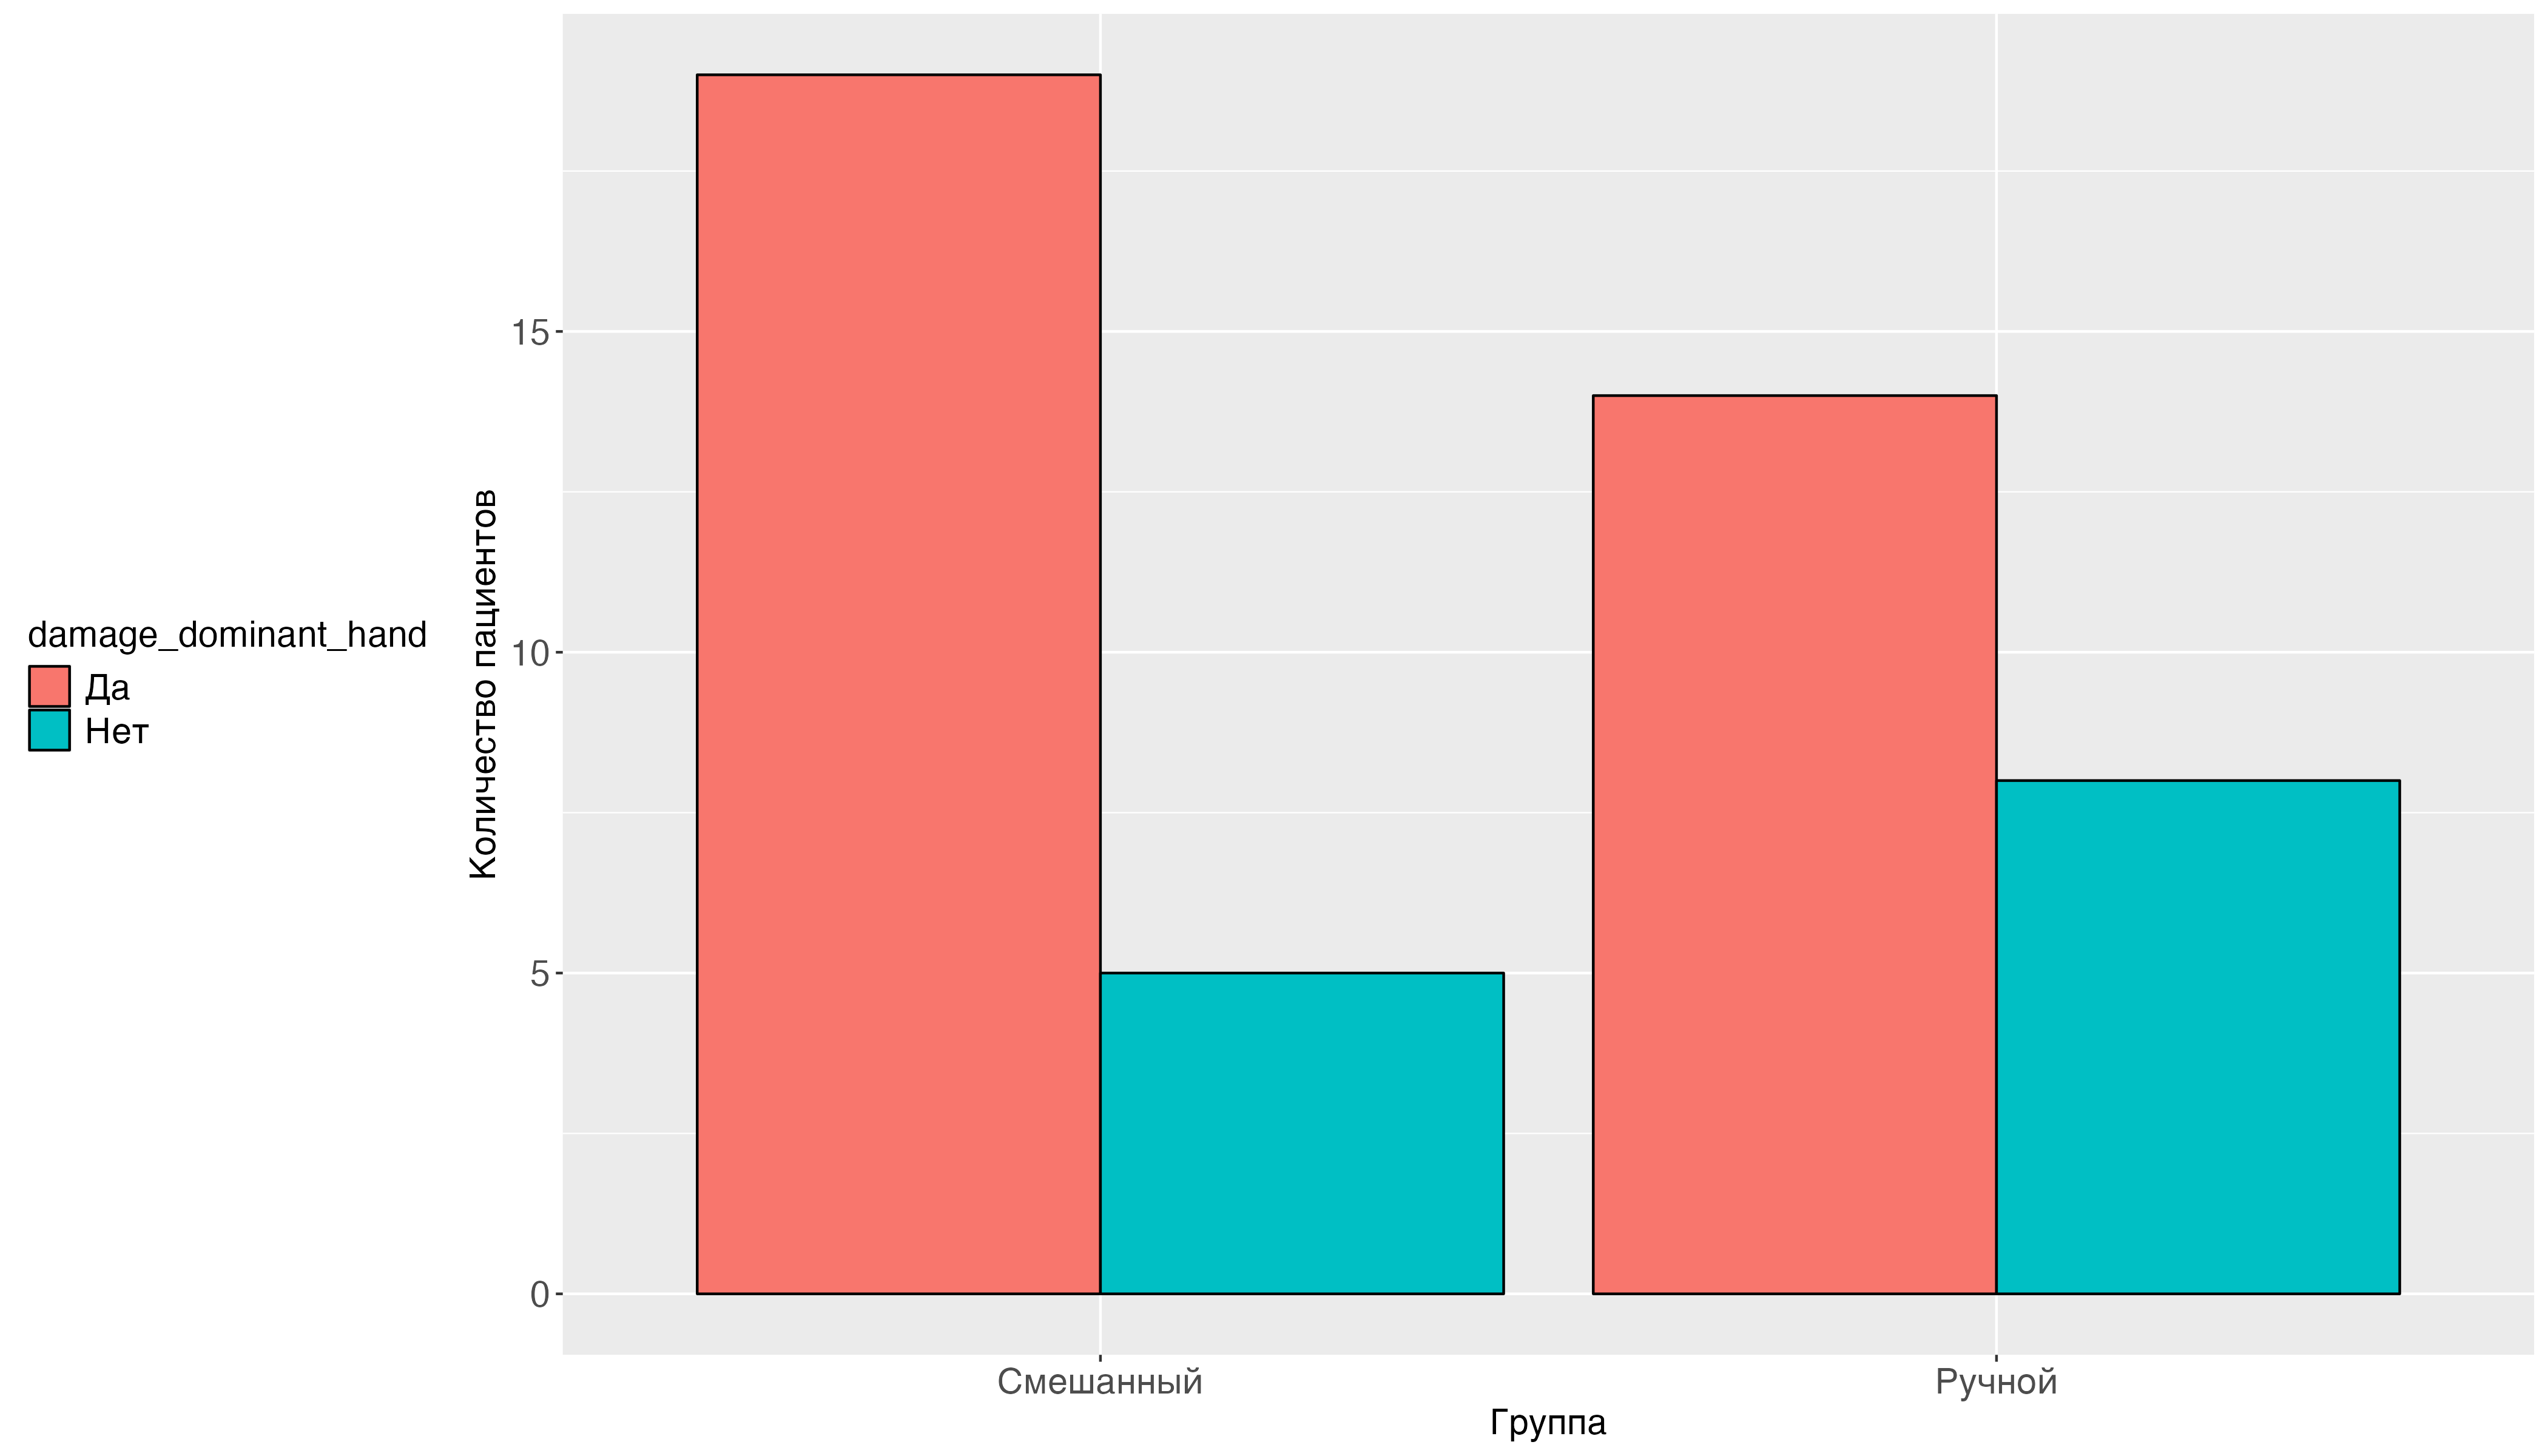 damage_dominant_hand
Да
Нет
Количество пациентов
15
10
5
0
Смешанный
Ручной
Группа